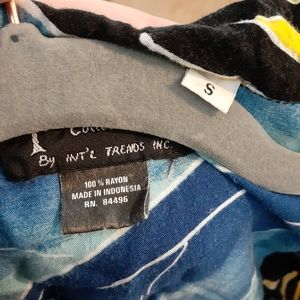 S
By INT'L TRENDS INC.
100% RAYON
MADE IN INDONESIA
RN. 84496